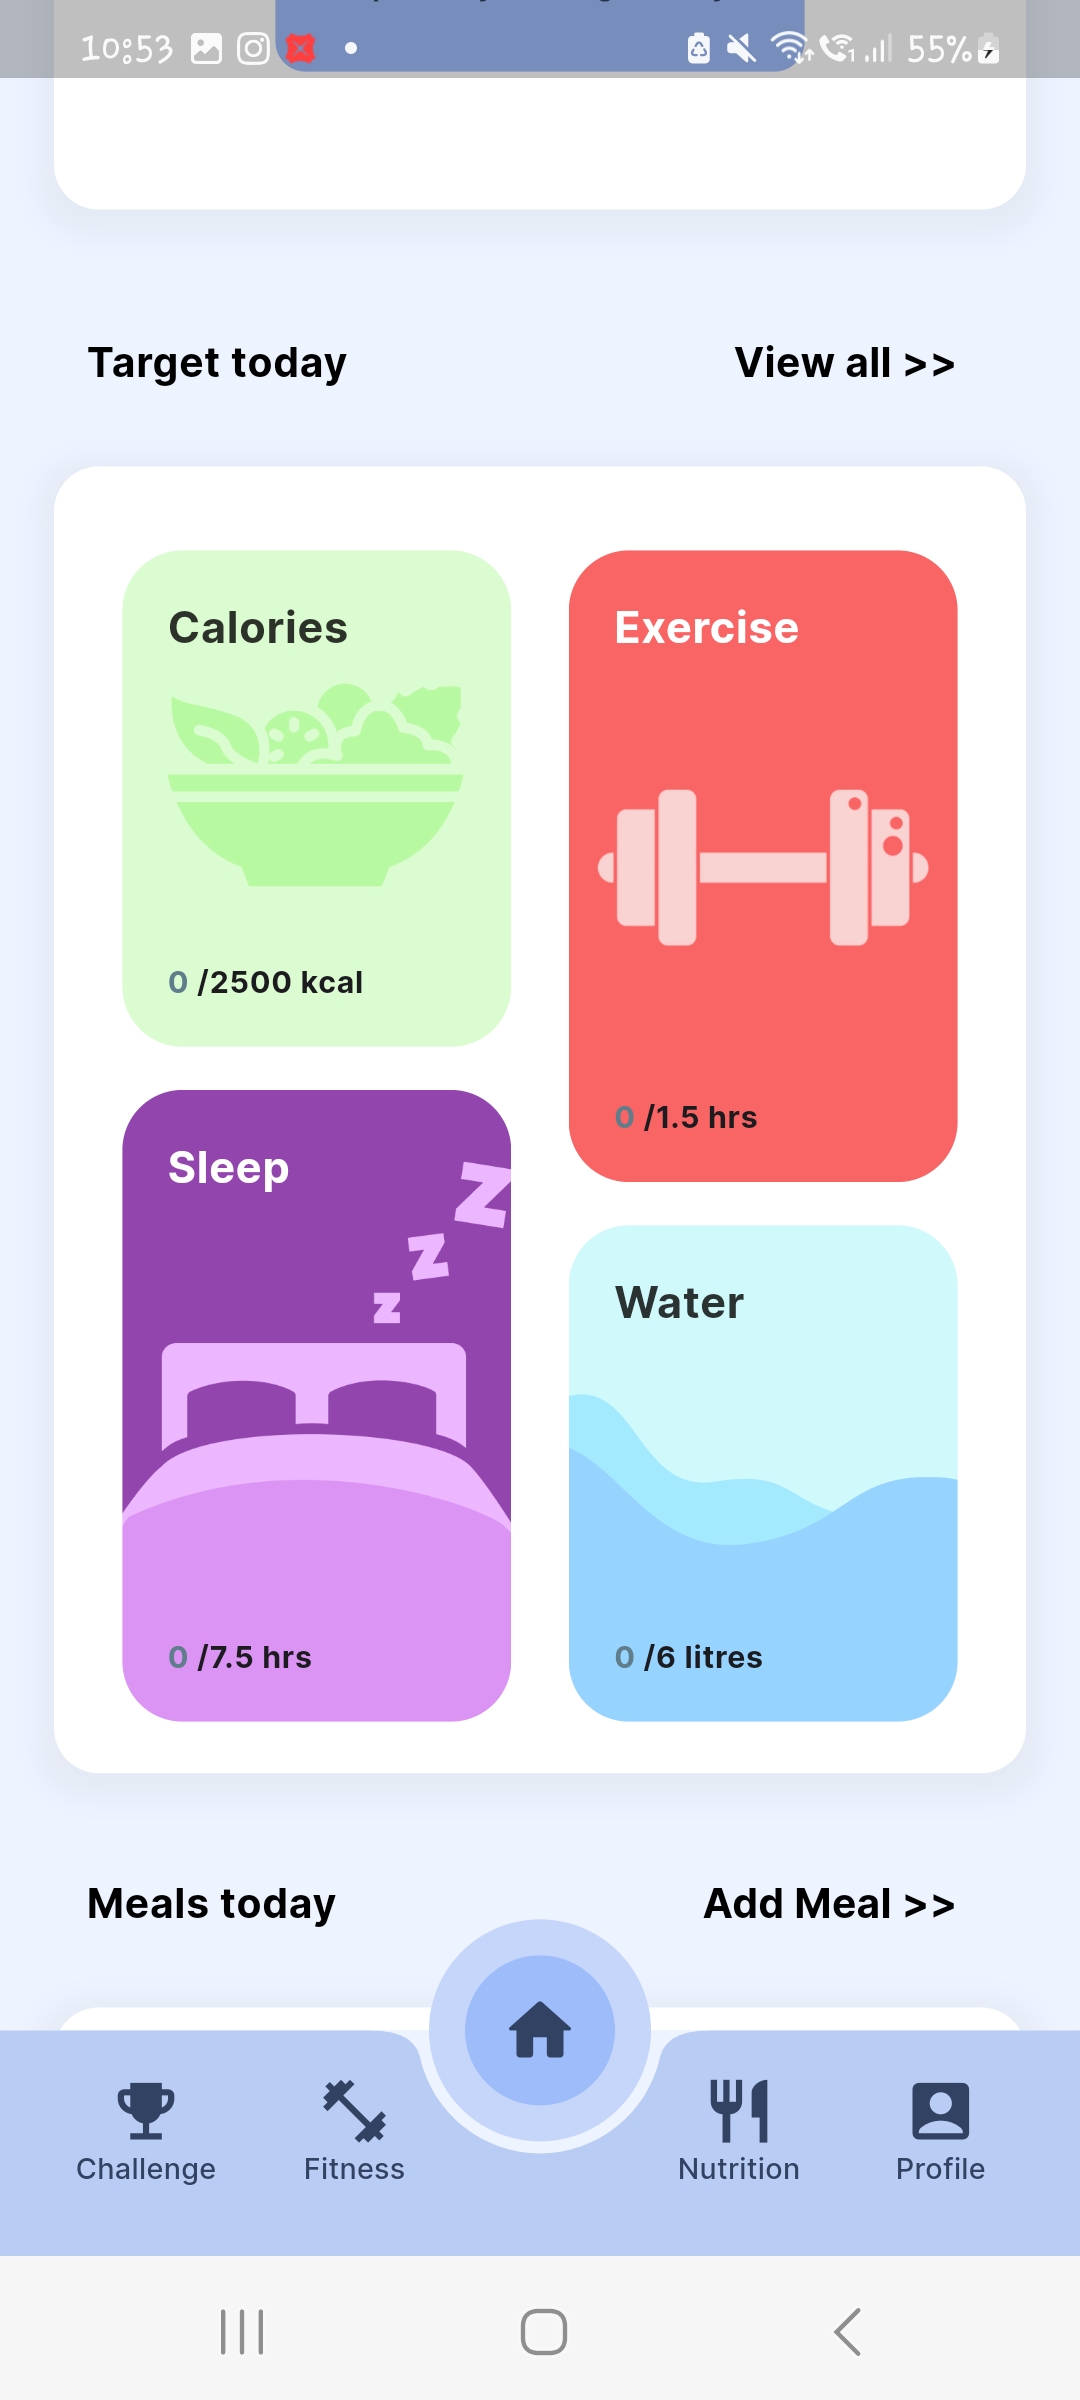 10:53
55%
Target today
View all >>
Calories
Exercise
0 /2500 kcal
0 /1.5 hrs
Sleep
z
z
z
Water
0 /7.5 hrs
0 /6 litres
Meals today
Add Meal >>
Challenge
Fitness
Nutrition
Profile